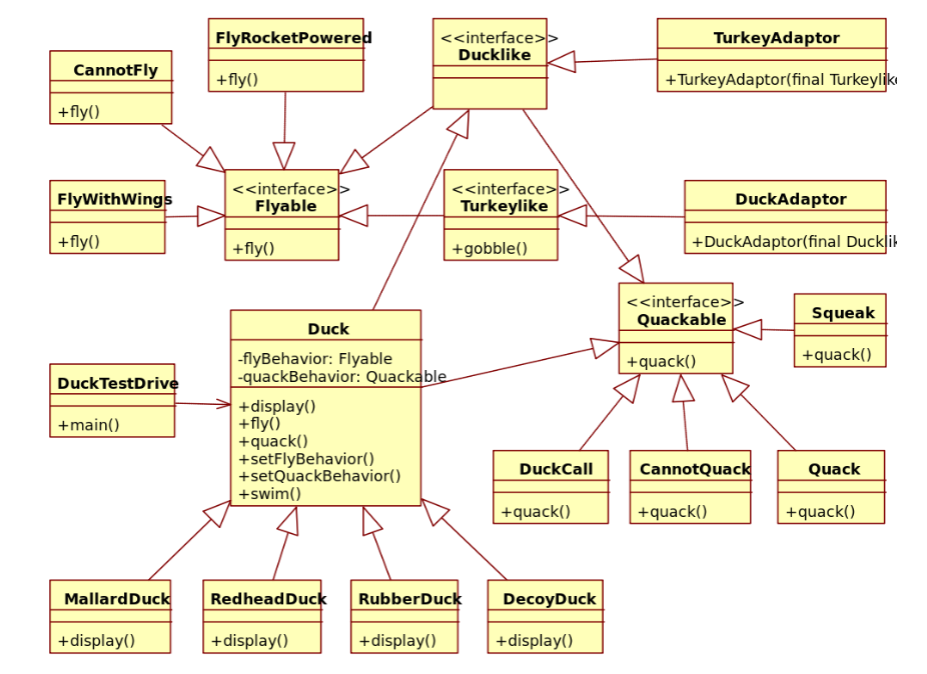 FlyRocketPowered
+fly()
<<interface>>
Ducklike
TurkeyAdaptor
+TurkeyAdaptor(final Turkeylike
CannotFly
+fly()
FlyWithWings
+fly()
<<interface>>
Flyable
+fly()
<<interface>>
Turkeylike
+gobble()
DuckAdaptor
+DuckAdaptor(final Duckli
<<interface>>
Quackable
+quack()
Squeak
+quack()
Duck
-flyBehavior: Flyable
-quackBehavior: Quackable
+display()
+fly()
+quack()
+setFlyBehavior()
+setQuackBehavior()
+swim()
DuckTestDrive
+main()
DuckCall
+quack()
CannotQuack
+quack()
Quack
+quack()
MallardDuck
+display()
RedheadDuck
+display()
RubberDuck
+display()
DecoyDuck
+display()